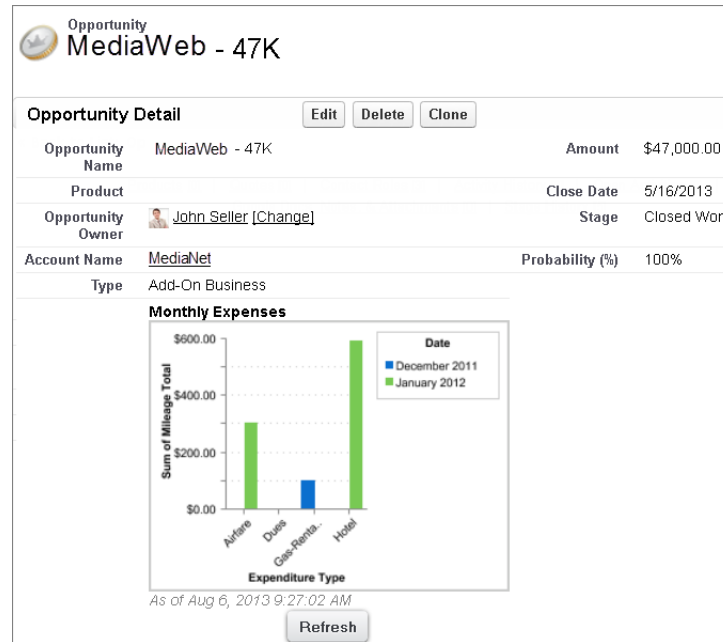 Opportunity
MediaWeb - 47K
Opportunity Detail Edit Delete Clone
Opportunity Name MediaWeb - 47K Amount $47,000.00
Product Close Date 5/16/2013
Opportunity Owner John Seller [Change] Stage Closed Won
Account Name MediaNet Probability (%) 100%
Type Add-On Business
Monthly Expenses
$600.00
$400.00
$200.00
$0.00
Sum of Mileage Total
Airfare
Dues
Gas-Renta..
Hotel
Expenditure Type
Date
December 2011
January 2012
As of Aug 6, 2013 9:27:02 AM
Refresh